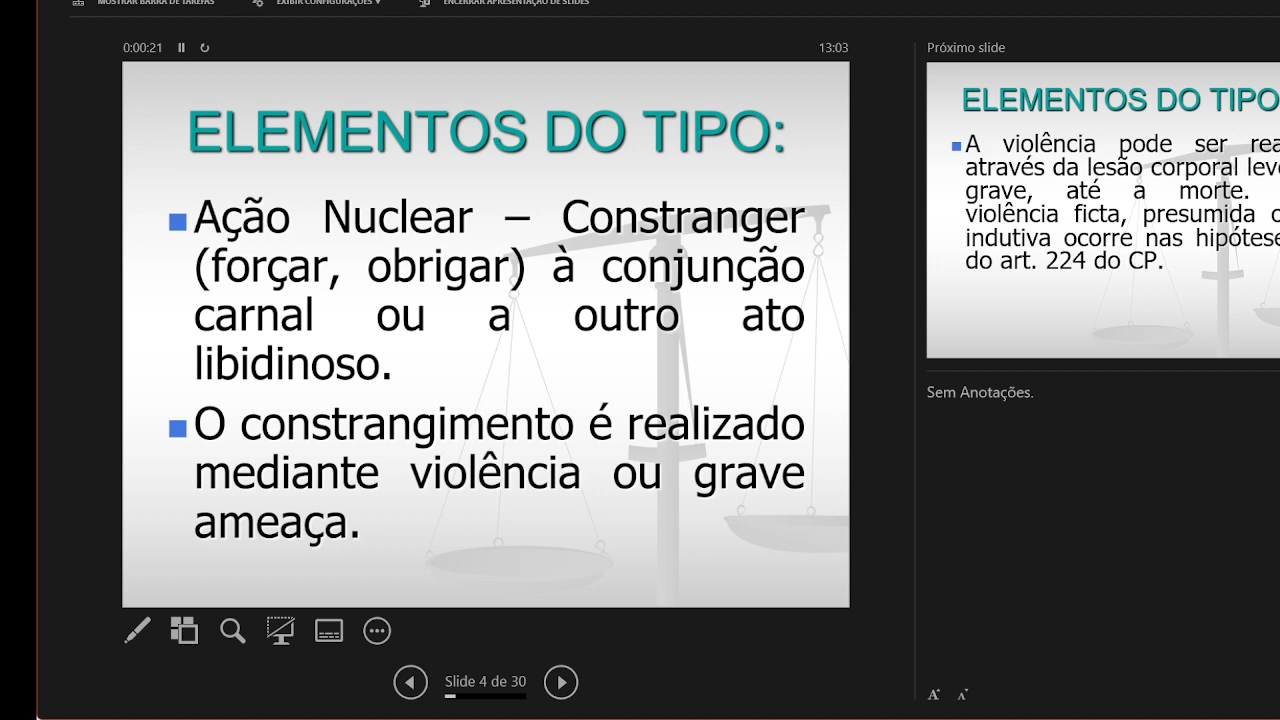 MOSTRAR BARRA DE TAREFAS EXIBIR CONFIGURAÇÕES ▼ ENCERRAR APRESENTAÇÃO DE SLIDES
0:00:21 13:03
ELEMENTOS DO TIPO:
Ação Nuclear – Constranger
(forçar, obrigar) à conjunção
carnal ou a outro ato
libidinoso.
O constrangimento é realizado
mediante violência ou grave
ameaça.
Slide 4 de 30
Próximo slide
ELEMENTOS DO TIPO
A violência pode ser
através da lesão corporal
grave, até a morte.
violência ficta, presumida
indutiva ocorre nas
do art. 224 do CP.
Sem Anotações.
A A